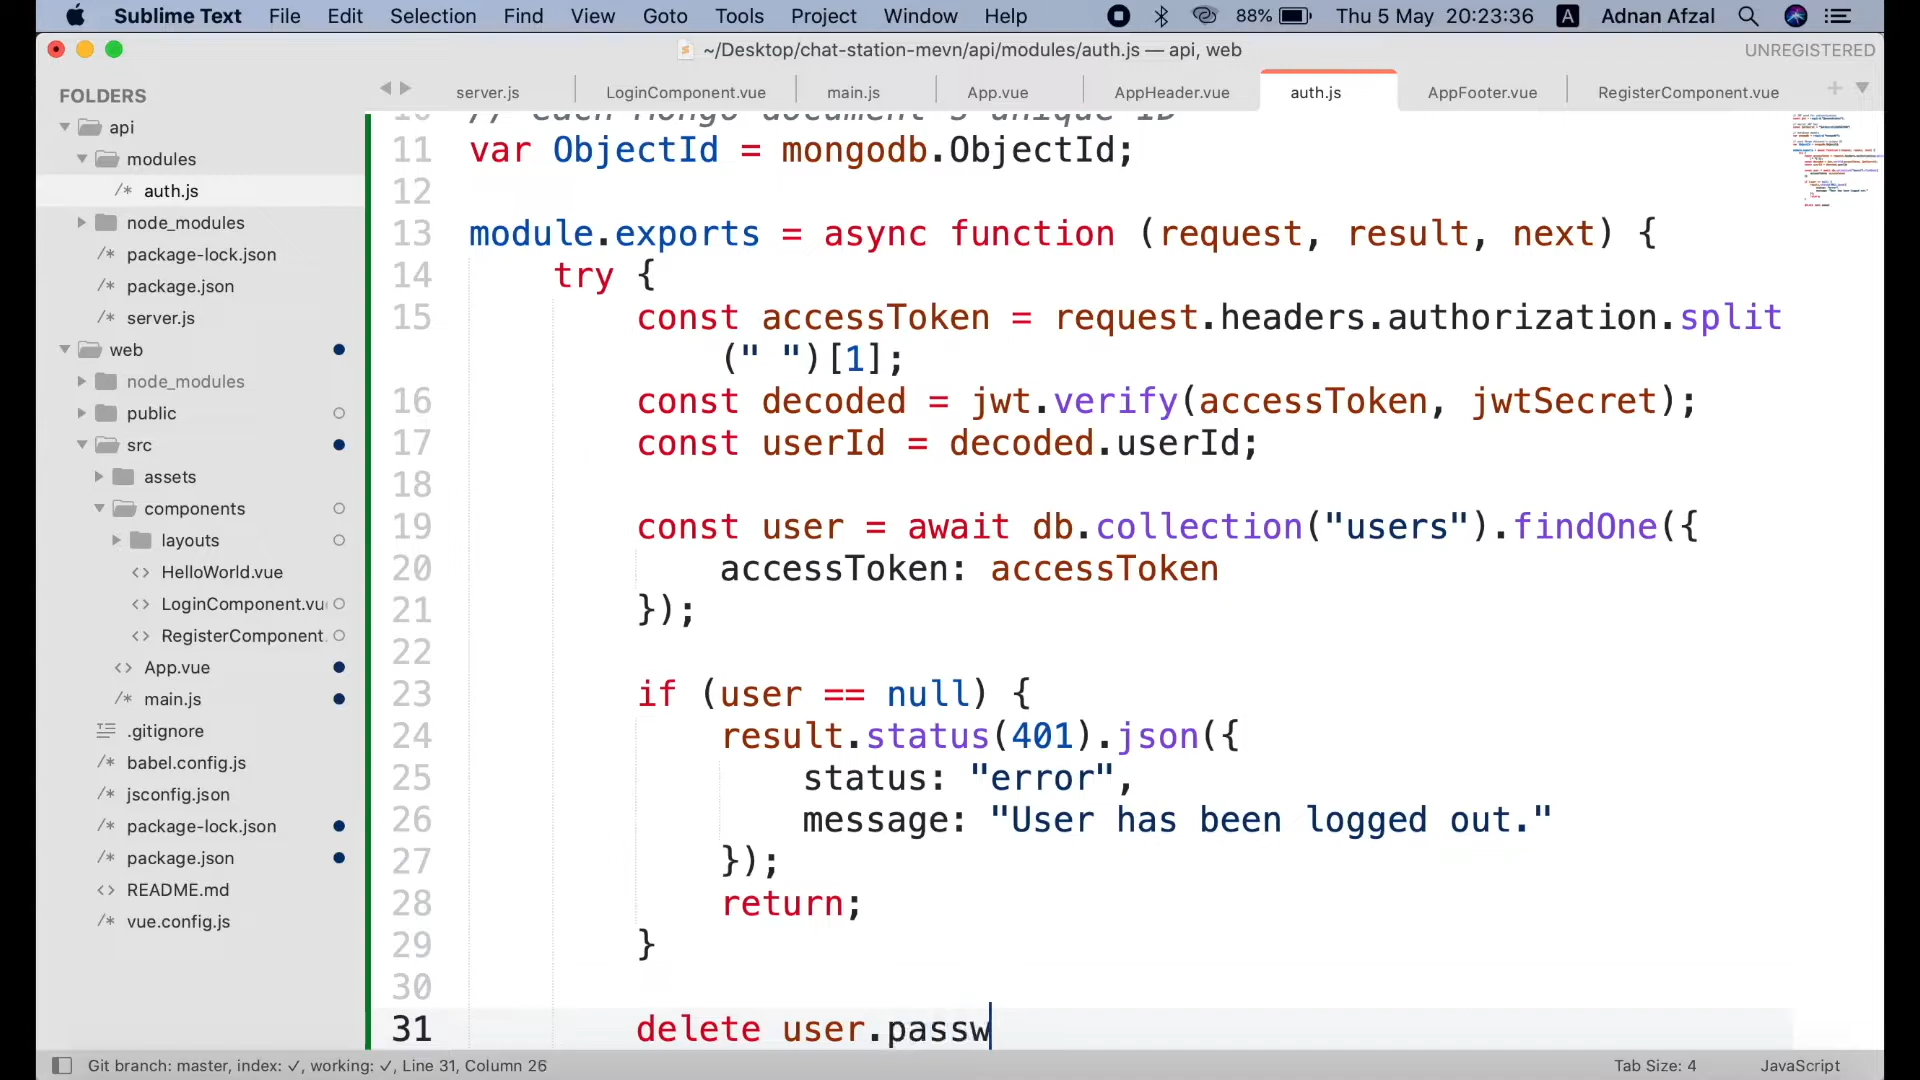 Sublime Text File Edit Selection Find View Goto Tools Project Window Help 88% Thu 5 May 20:23:36 A Adnan Afzal
~/Desktop/chat-station-mevn/api/modules/auth.js — api, web UNREGISTERED
server.js LoginComponent.vue main.js App.vue AppHeader.vue auth.js AppFooter.vue RegisterComponent.vue
FOLDERS
api
modules
/* auth.js
node_modules
/* package-lock.json
/* package.json
/* server.js
web
node_modules
public
src
assets
components
layouts
<> HelloWorld.vue
<> LoginComponent.vu
<> RegisterComponent.
<> App.vue
/* main.js
.gitignore
/* babel.config.js
/* jsconfig.json
/* package-lock.json
/* package.json
<> README.md
/* vue.config.js
10 // each Mongo document's unique ID
11 var ObjectId = mongodb.ObjectId;
12
13 module.exports = async function (request, result, next) {
14 try {
15 const accessToken = request.headers.authorization.split
(" ")[1];
16 const decoded = jwt.verify(accessToken, jwtSecret);
17 const userId = decoded.userId;
18
19 const user = await db.collection("users").findOne({
20 accessToken: accessToken
21 });
22
23 if (user == null) {
24 result.status(401).json({
25 status: "error",
26 message: "User has been logged out."
27 });
28 return;
29 }
30
31 delete user.passw
Git branch: master, index: ✓, working: ✓, Line 31, Column 26 Tab Size: 4 JavaScript